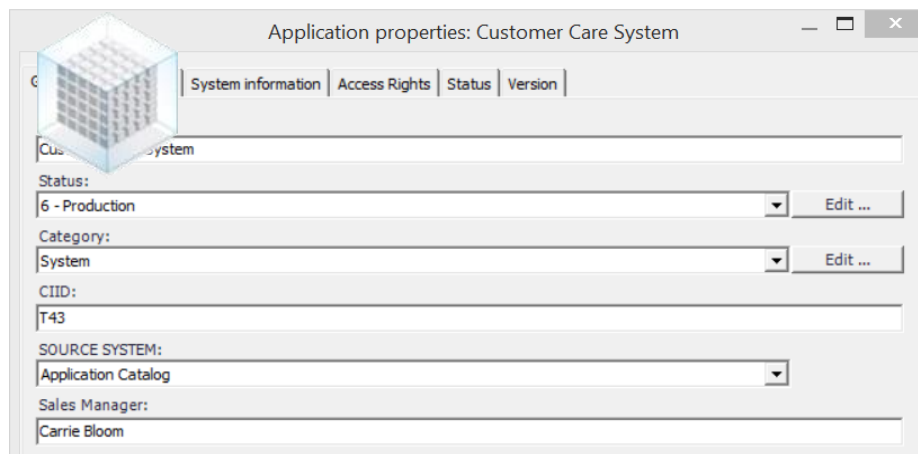 Application properties: Customer Care System
System information Access Rights Status Version
Status:
6 - Production
Edit ...
Category:
System
Edit ...
CIID:
T43
SOURCE SYSTEM:
Application Catalog
Sales Manager:
Carrie Bloom